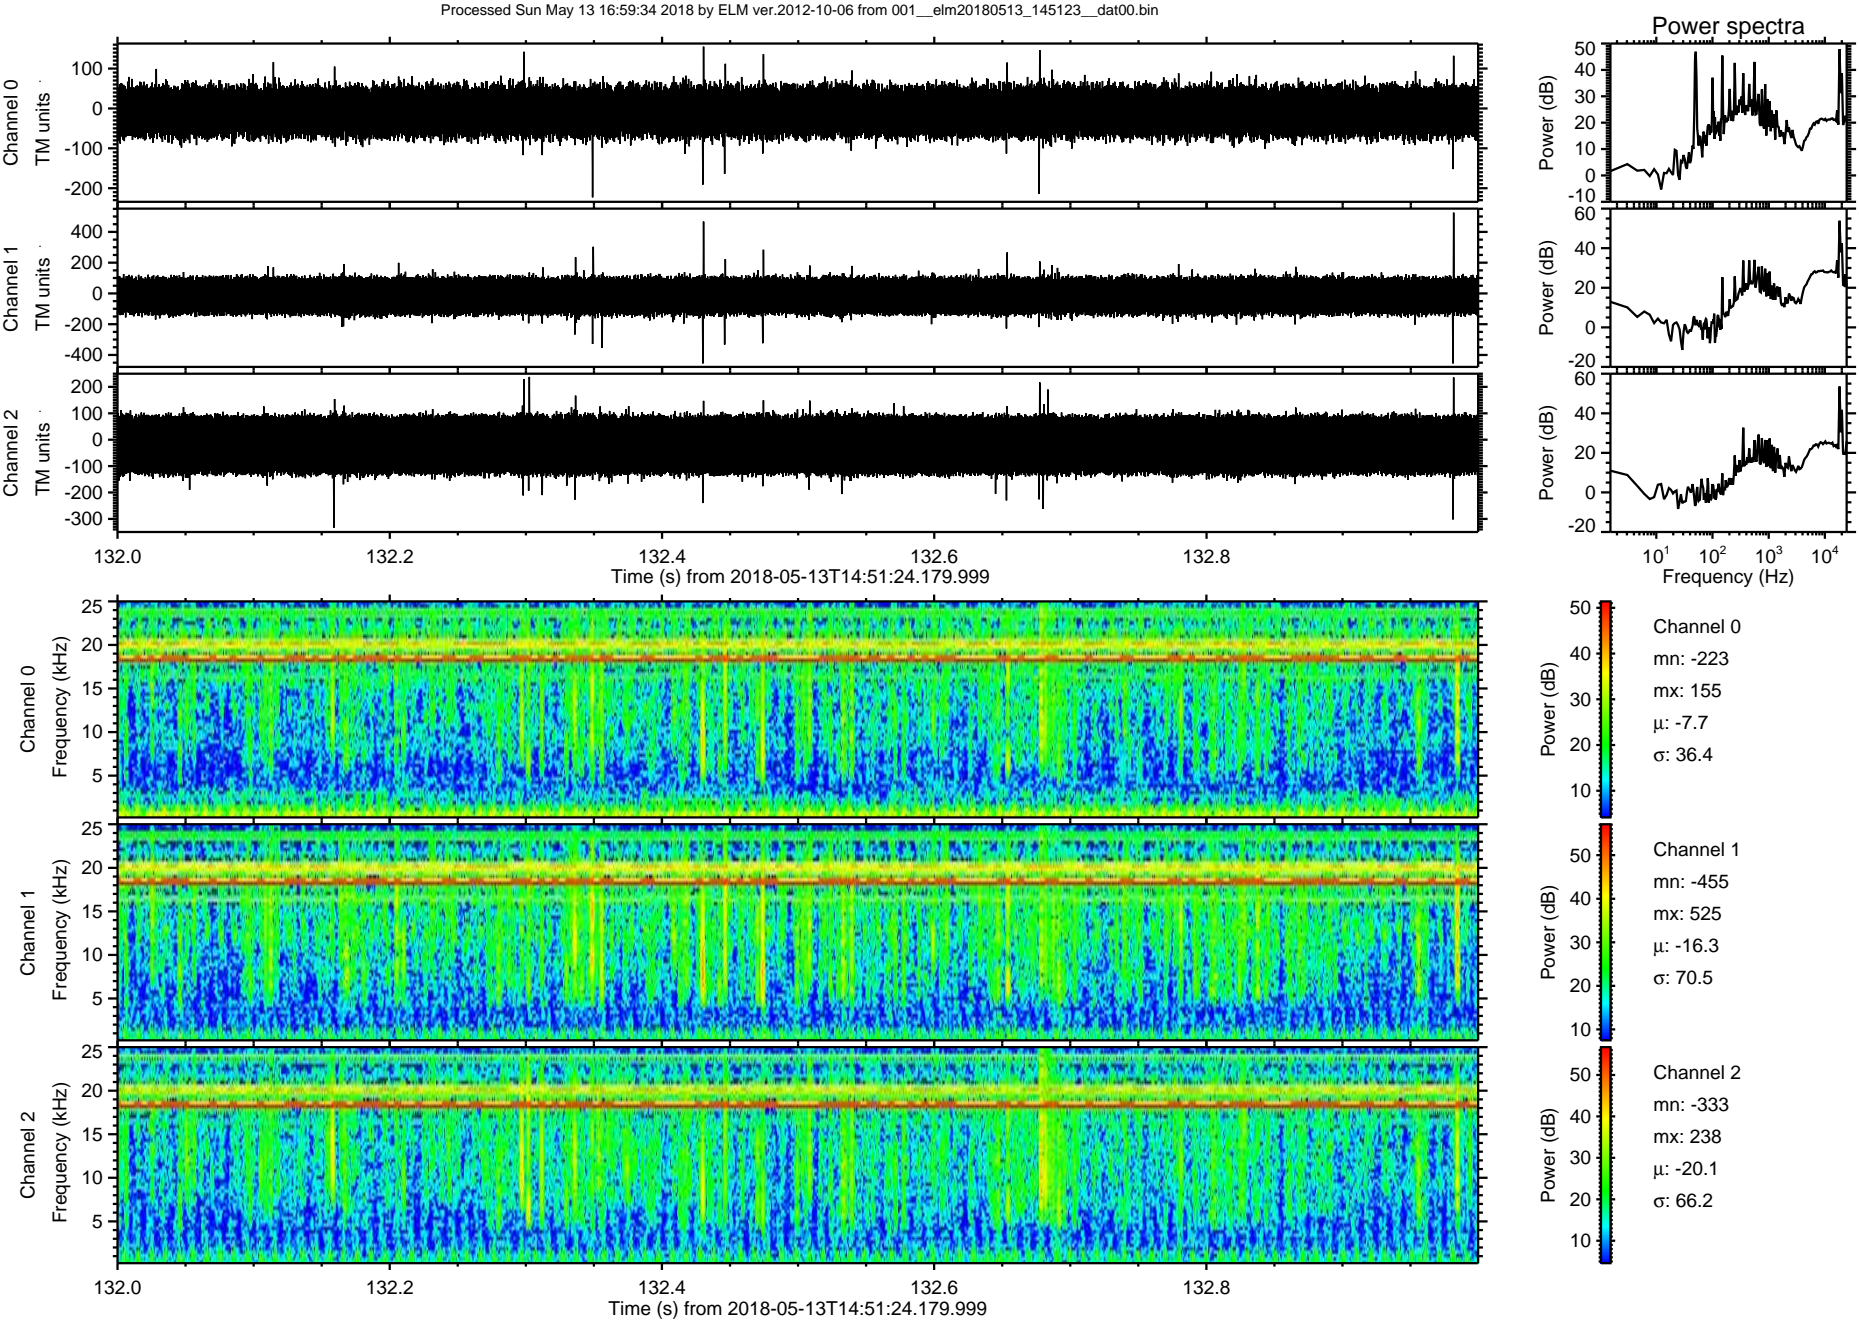 Processed Sun May 13 16:59:34 2018 by ELM ver.2012-10-06 from 001__elm20180513_145123__dat00.bin
Power spectra
Channel 0
TM units
100
0
-100
-200
Power (dB)
50
40
30
20
10
0
-10
Channel 1
TM units
400
200
0
-200
-400
Power (dB)
60
40
20
0
-20
Channel 2
TM units
200
100
0
-100
-200
-300
Power (dB)
60
40
20
0
-20
132.0 132.2 132.4 132.6 132.8
Time (s) from 2018-05-13T14:51:24.179.999
10¹ 10² 10³ 10⁴
Frequency (Hz)
Channel 0
Frequency (kHz)
25
20
15
10
5
Power (dB)
50
40
30
20
10
Channel 0
mn: -223
mx: 155
μ: -7.7
σ: 36.4
Channel 1
Frequency (kHz)
25
20
15
10
5
Power (dB)
50
40
30
20
10
Channel 1
mn: -455
mx: 525
μ: -16.3
σ: 70.5
Channel 2
Frequency (kHz)
25
20
15
10
5
Power (dB)
50
40
30
20
10
Channel 2
mn: -333
mx: 238
μ: -20.1
σ: 66.2
132.0 132.2 132.4 132.6 132.8
Time (s) from 2018-05-13T14:51:24.179.999